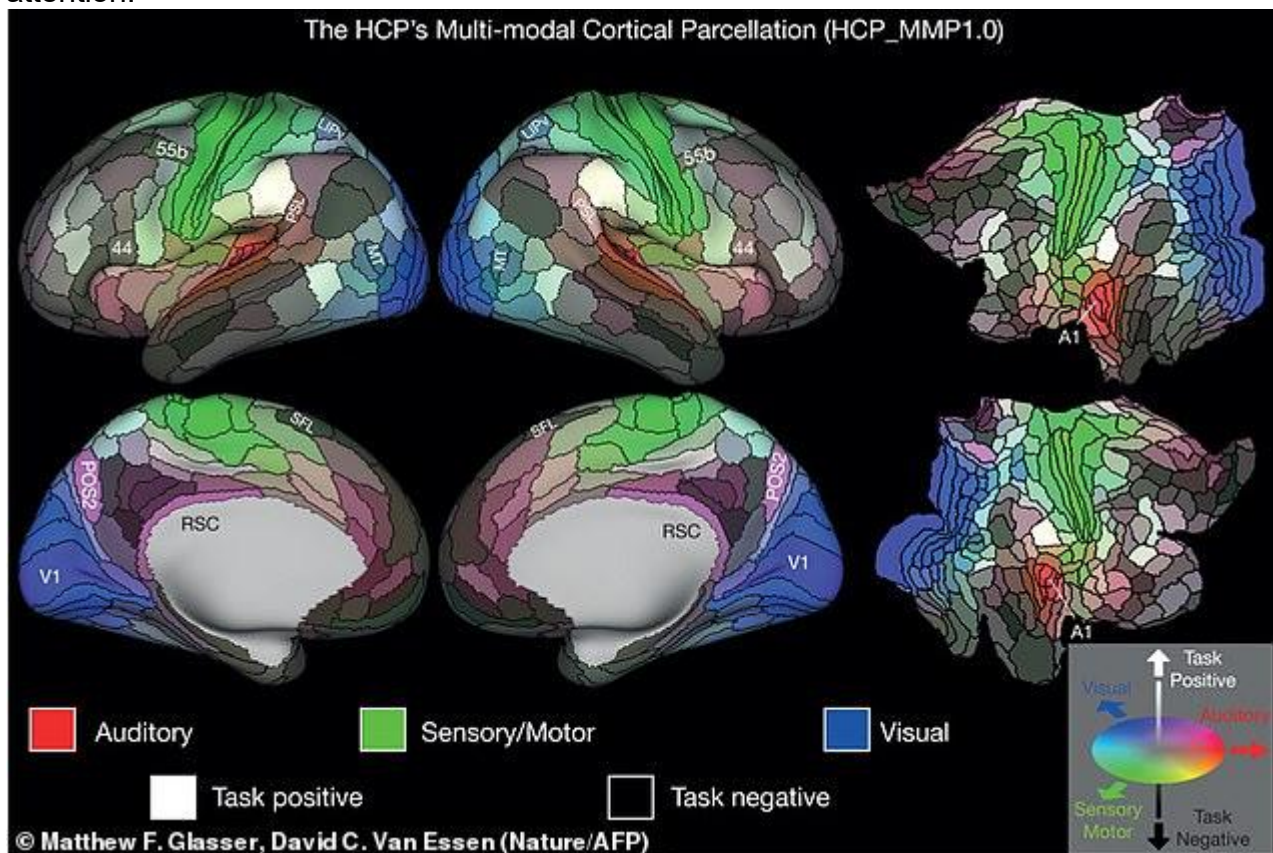 attention.
The HCP's Multi-modal Cortical Parcellation (HCP_MMP1.0)
LIPv
LIPv
55b
55b
PSL
PSL
44
44
MT
MT
A1
SFL
SFL
POS2
POS2
RSC
RSC
V1
V1
A1
Task
Positive
Visual
Auditory
Sensory
Motor
Task
Negative
Auditory
Sensory/Motor
Visual
Task positive
Task negative
© Matthew F. Glasser, David C. Van Essen (Nature/AFP)